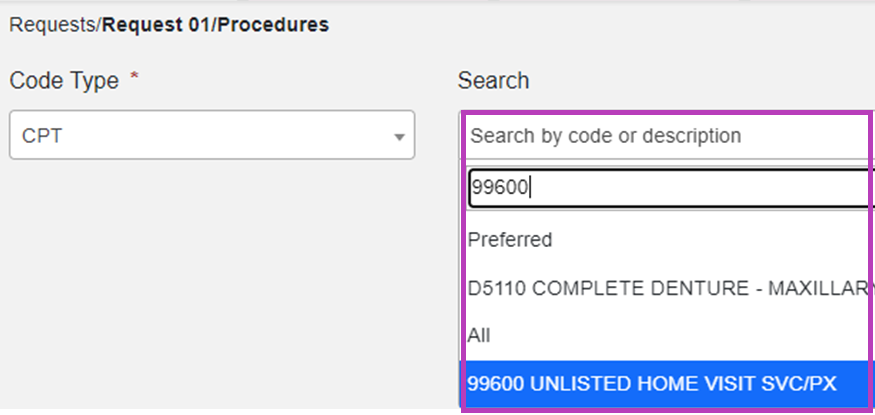 Requests/Request 01/Procedures
Code Type *
Search
CPT
Search by code or description
99600
Preferred
D5110 COMPLETE DENTURE - MAXILLARY
All
99600 UNLISTED HOME VISIT SVC/PX